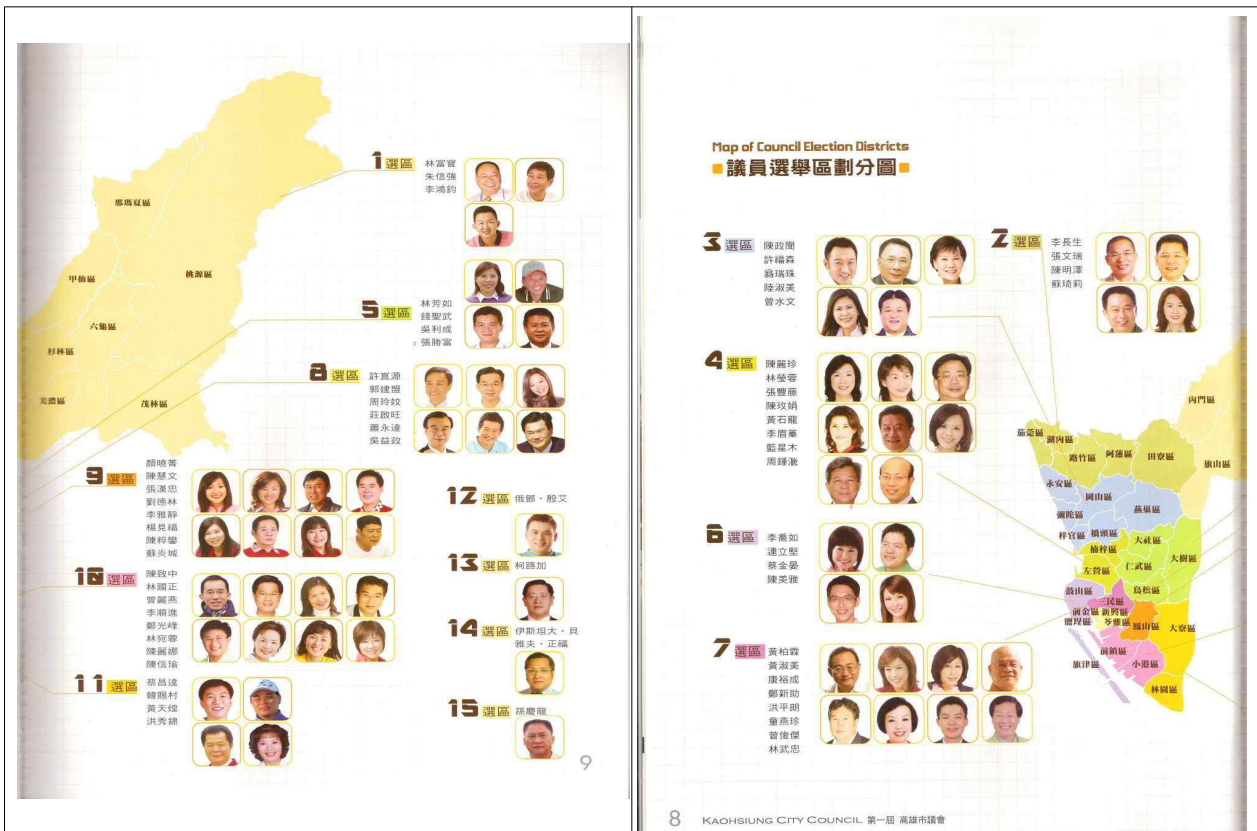 1 選區
林富寶
朱信強
李鴻鈞
5 選區
林芳如
錢聖武
吳利成
張勝富
8 選區
許崑源
郭建盟
周玲妏
莊啟旺
蕭永達
吳益政
9 選區
顏曉菁
陳慧文
張漢忠
劉德林
李雅靜
楊見福
陳粹鑾
蘇炎城
10 選區
陳致中
林國正
曾麗燕
李順進
鄭光峰
林宛蓉
陳麗娜
陳信瑜
11 選區
蔡昌達
韓賜村
黃天煌
洪秀錦
12 選區 俄鄧・殷艾
13 選區 柯路加
14 選區 伊斯坦大・貝
雅夫・正福
15 選區 孫慶龍
那瑪夏區
甲仙區
桃源區
六龜區
杉林區
美濃區
茂林區
9
Map of Council Election Districts
議員選舉區劃分圖
3 選區
陳政聞
許福森
翁瑞珠
陸淑美
曾水文
2 選區
李長生
張文瑞
陳明澤
蘇琦莉
4 選區
陳麗珍
林瑩蓉
張豐藤
陳玫娟
黃石龍
李眉蓁
藍星木
周鍾㴴
6 選區
李喬如
連立堅
蔡金晏
陳美雅
7 選區
黃柏霖
黃淑美
康裕成
鄭新助
洪平朗
童燕珍
曾俊傑
林武忠
內門區
茄萣區
湖內區
路竹區
阿蓮區
田寮區
旗山區
永安區
岡山區
燕巢區
彌陀區
梓官區
橋頭區
大社區
大樹區
楠梓區
仁武區
左營區
鳥松區
鼓山區
三民區
前金區
新興區
鹽埕區
苓雅區
鳳山區
大寮區
前鎮區
旗津區
小港區
林園區
8 KAOHSIUNG CITY COUNCIL 第一屆 高雄市議會